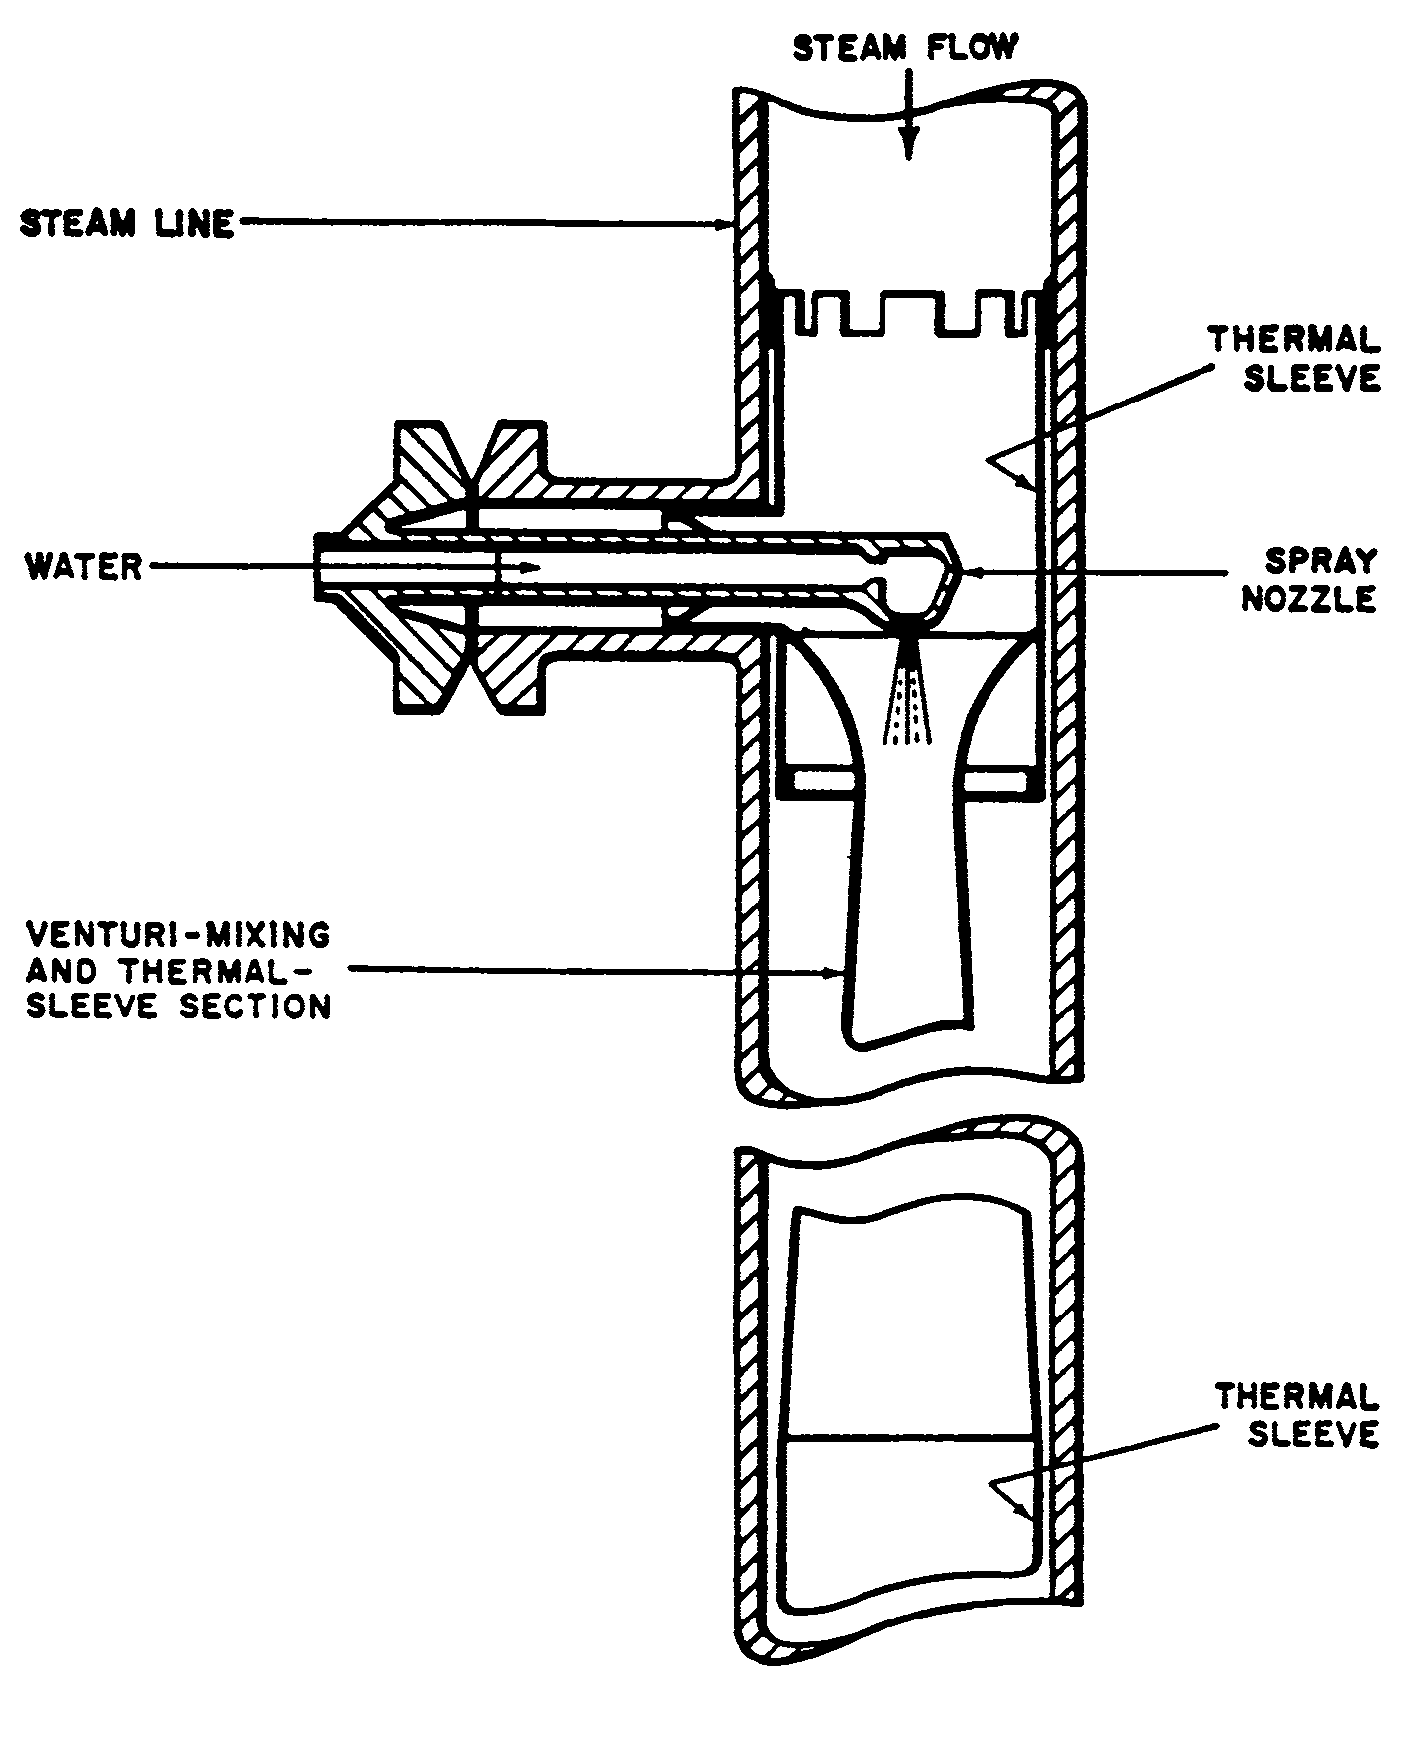 STEAM FLOW
STEAM LINE
THERMAL
SLEEVE
WATER
SPRAY
NOZZLE
VENTURI-MIXING
AND THERMAL-
SLEEVE SECTION
THERMAL
SLEEVE